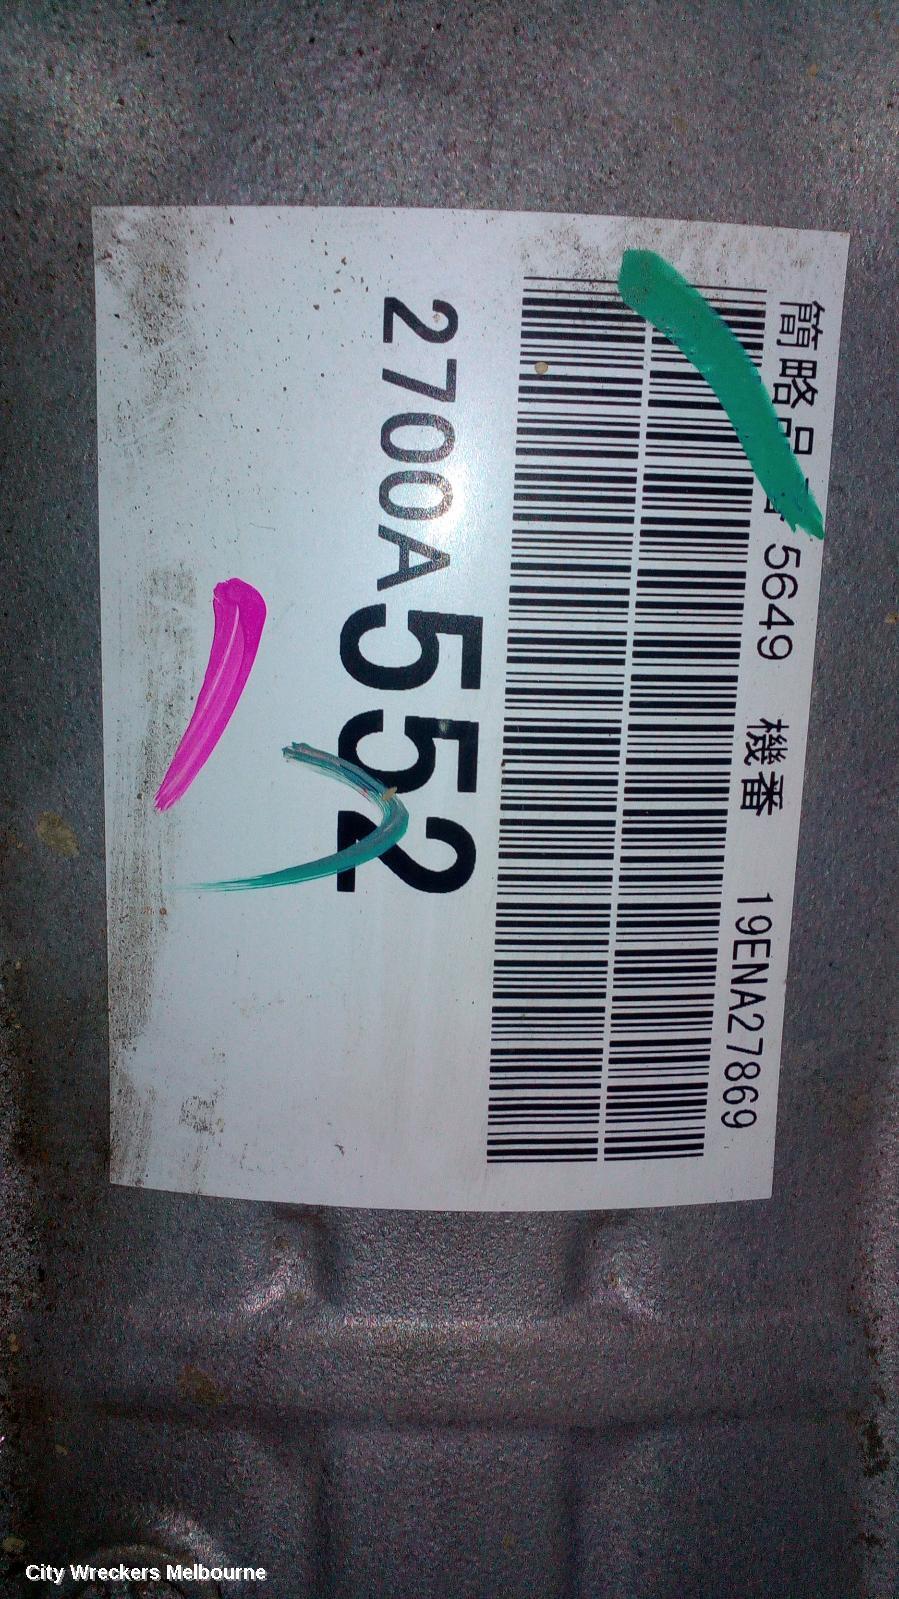 簡略品番 5649 機番 19ENA27869
2700A552
City Wreckers Melbourne